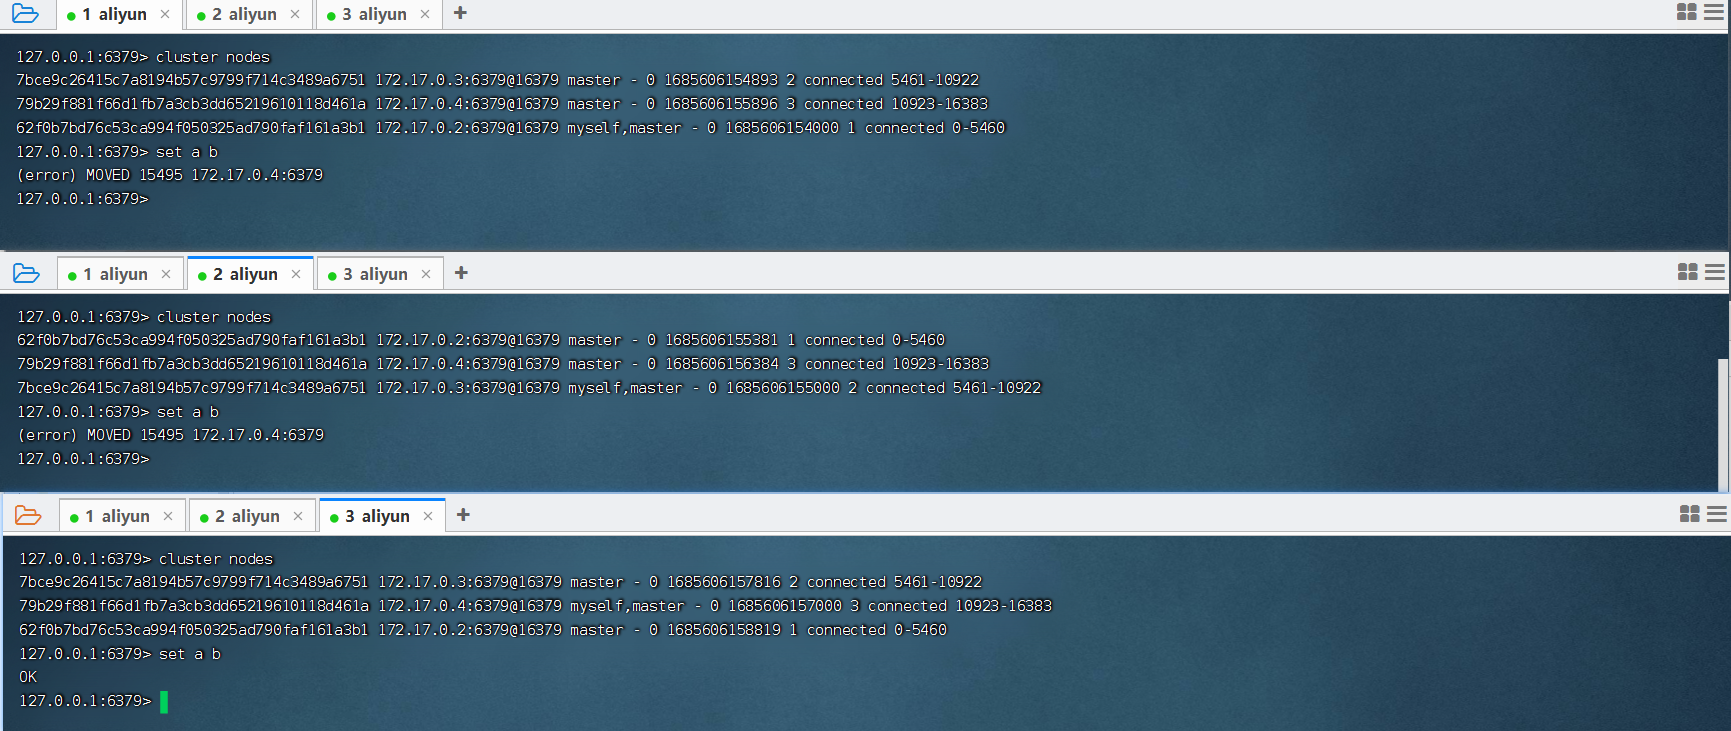 1 aliyun × 2 aliyun × 3 aliyun × +
127.0.0.1:6379> cluster nodes
7bce9c26415c7a8194b57c9799f714c3489a6751 172.17.0.3:6379@16379 master - 0 1685606154893 2 connected 5461-10922
79b29f881f66d1fb7a3cb3dd65219610118d461a 172.17.0.4:6379@16379 master - 0 1685606155896 3 connected 10923-16383
62f0b7bd76c53ca994f050325ad790faf161a3b1 172.17.0.2:6379@16379 myself,master - 0 1685606154000 1 connected 0-5460
127.0.0.1:6379> set a b
(error) MOVED 15495 172.17.0.4:6379
127.0.0.1:6379>
1 aliyun × 2 aliyun × 3 aliyun × +
127.0.0.1:6379> cluster nodes
62f0b7bd76c53ca994f050325ad790faf161a3b1 172.17.0.2:6379@16379 master - 0 1685606155381 1 connected 0-5460
79b29f881f66d1fb7a3cb3dd65219610118d461a 172.17.0.4:6379@16379 master - 0 1685606156384 3 connected 10923-16383
7bce9c26415c7a8194b57c9799f714c3489a6751 172.17.0.3:6379@16379 myself,master - 0 1685606155000 2 connected 5461-10922
127.0.0.1:6379> set a b
(error) MOVED 15495 172.17.0.4:6379
127.0.0.1:6379>
1 aliyun × 2 aliyun × 3 aliyun × +
127.0.0.1:6379> cluster nodes
7bce9c26415c7a8194b57c9799f714c3489a6751 172.17.0.3:6379@16379 master - 0 1685606157816 2 connected 5461-10922
79b29f881f66d1fb7a3cb3dd65219610118d461a 172.17.0.4:6379@16379 myself,master - 0 1685606157000 3 connected 10923-16383
62f0b7bd76c53ca994f050325ad790faf161a3b1 172.17.0.2:6379@16379 master - 0 1685606158819 1 connected 0-5460
127.0.0.1:6379> set a b
OK
127.0.0.1:6379>